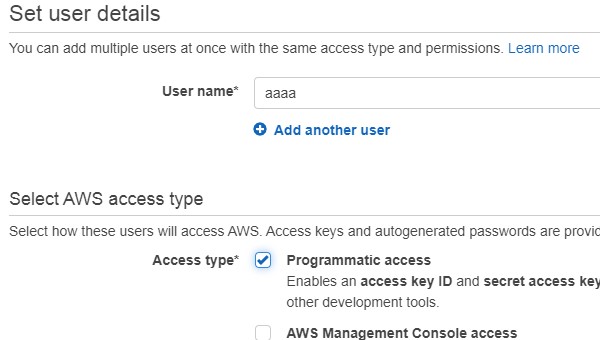 Set user details
You can add multiple users at once with the same access type and permissions. Learn more
User name*
aaaa
Add another user
Select AWS access type
Select how these users will access AWS. Access keys and autogenerated passwords are
Access type*
Programmatic access
Enables an access key ID and secret access key
other development tools.
AWS Management Console access